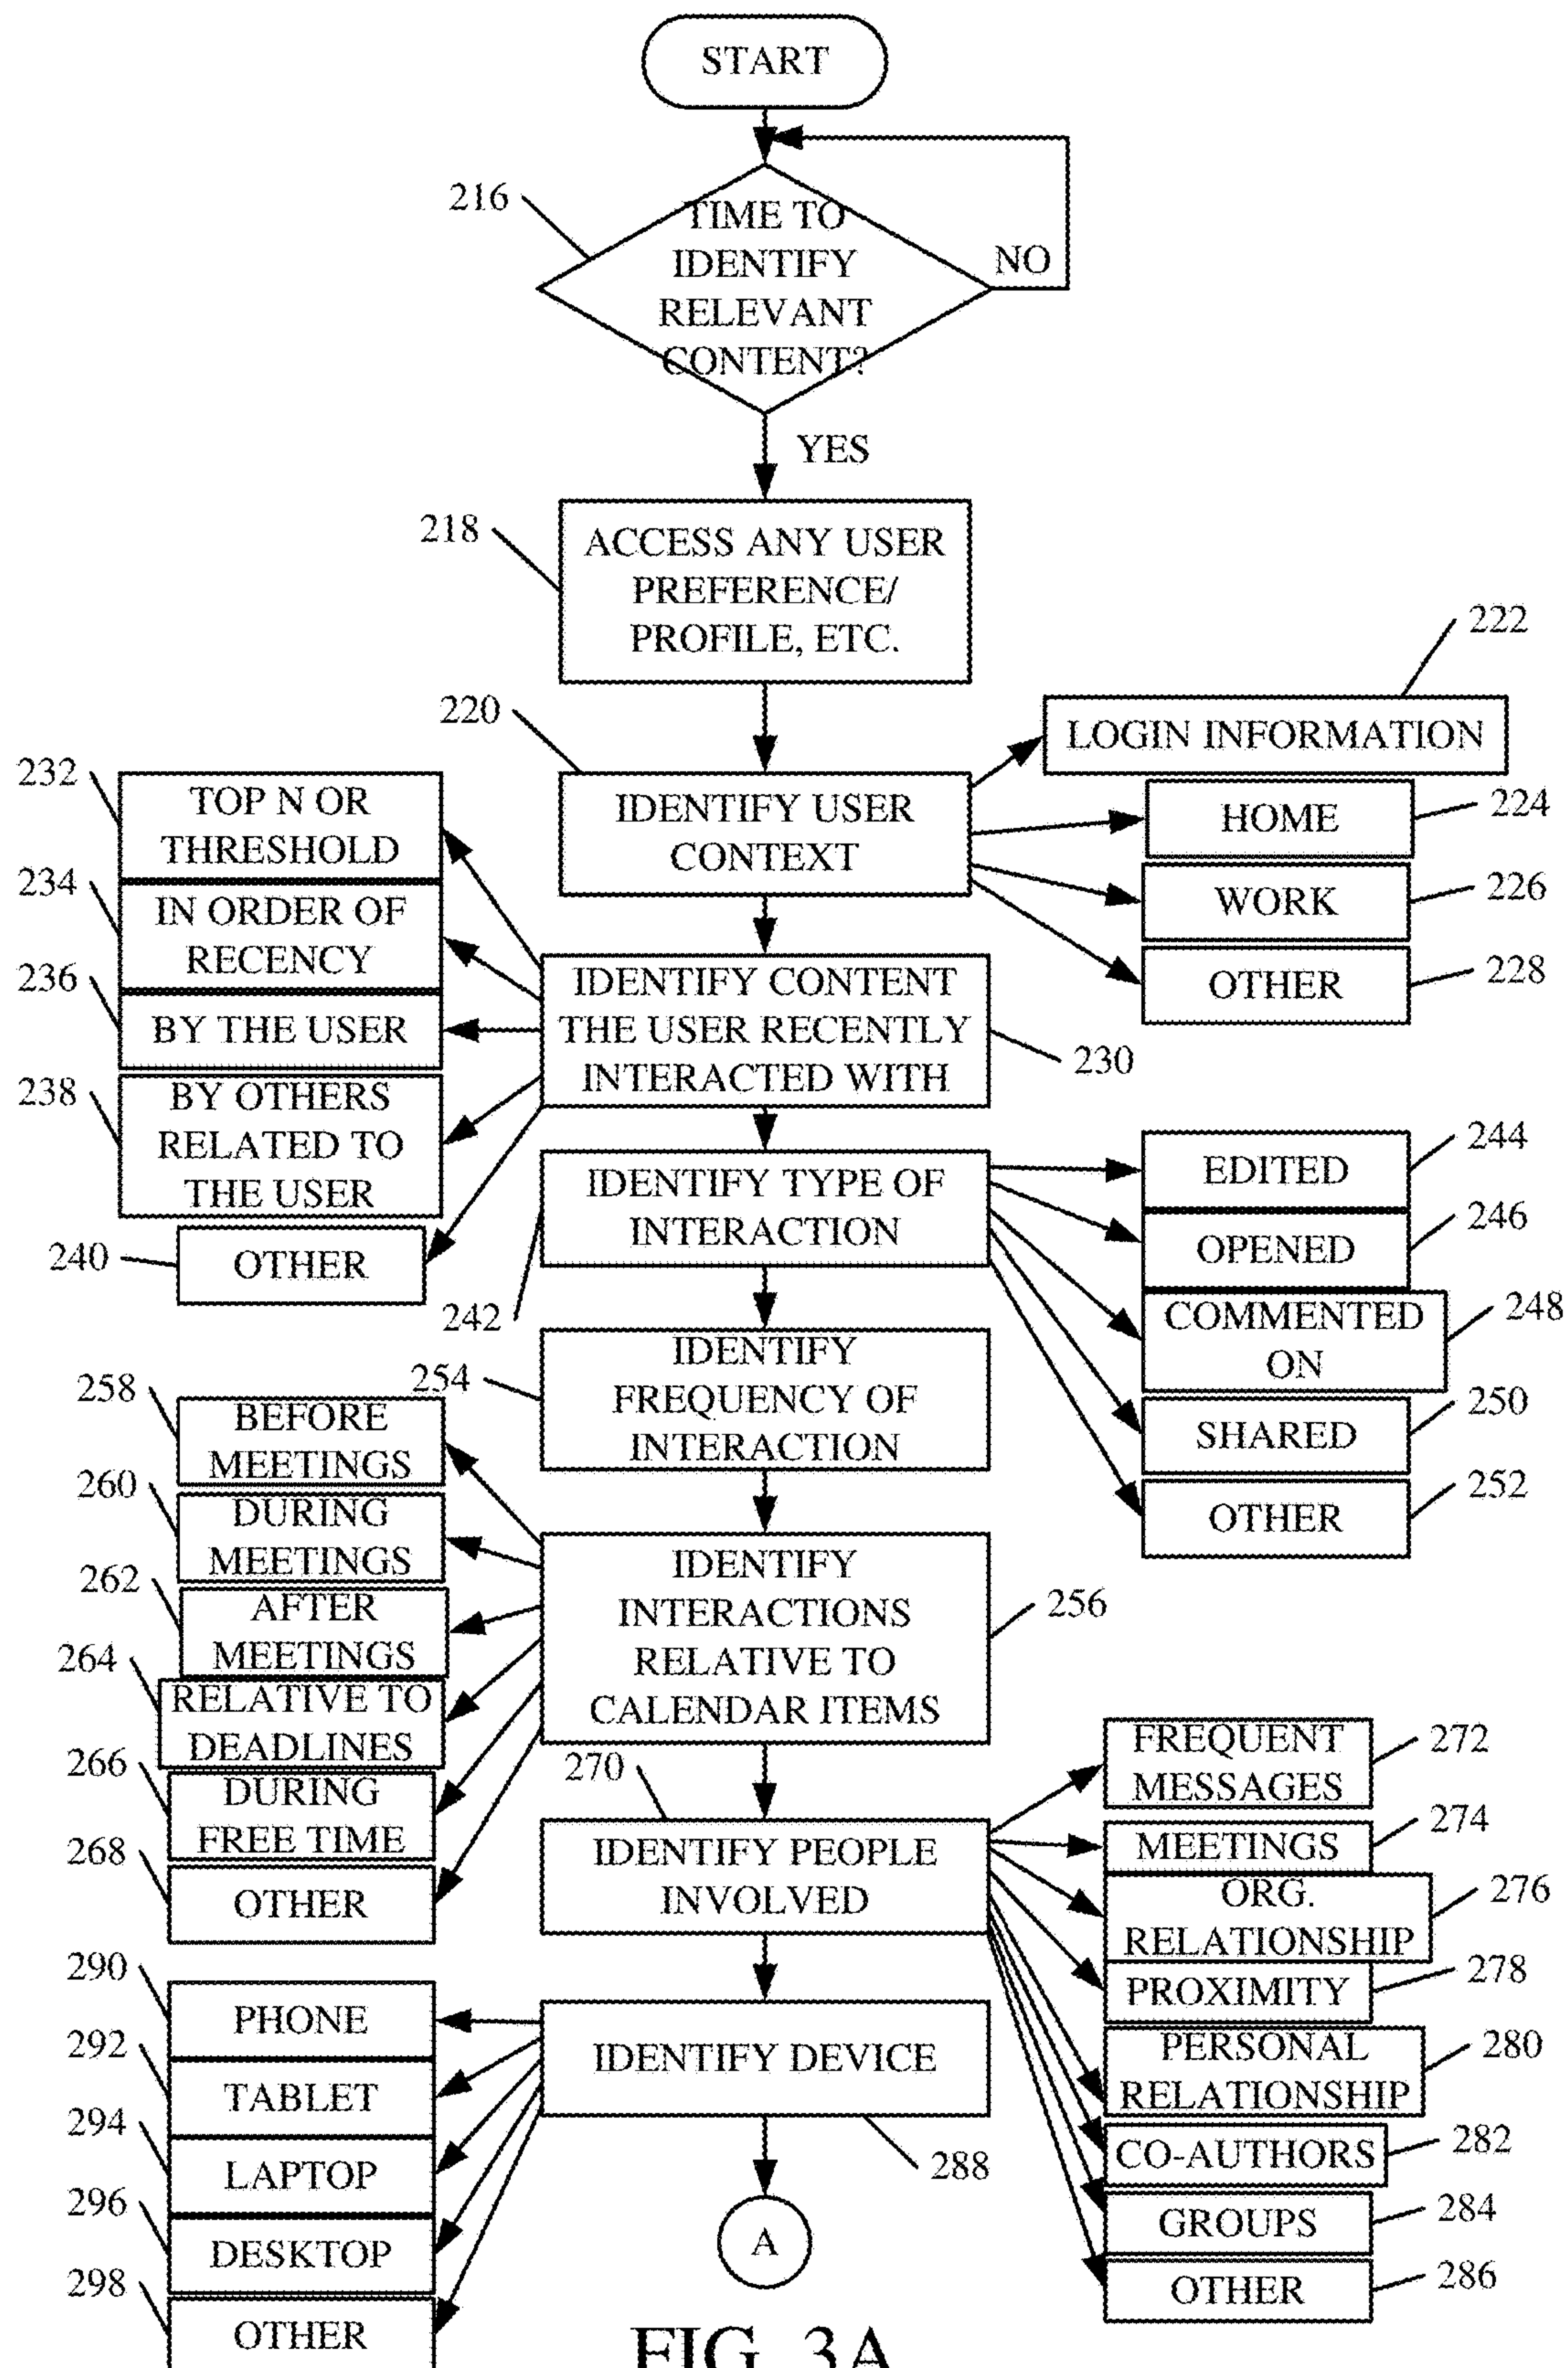 START
216
TIME TO
IDENTIFY
RELEVANT
CONTENT?
NO
YES
218
ACCESS ANY USER
PREFERENCE/
PROFILE, ETC.
220
IDENTIFY USER
CONTEXT
222
LOGIN INFORMATION
HOME
224
WORK
226
OTHER
228
232
TOP N OR
THRESHOLD
234
IN ORDER OF
RECENCY
236
BY THE USER
238
BY OTHERS
RELATED TO
THE USER
240
OTHER
IDENTIFY CONTENT
THE USER RECENTLY
INTERACTED WITH
230
242
IDENTIFY TYPE OF
INTERACTION
EDITED
244
OPENED
246
COMMENTED
ON
248
SHARED
250
OTHER
252
254
IDENTIFY
FREQUENCY OF
INTERACTION
258
BEFORE
MEETINGS
260
DURING
MEETINGS
262
AFTER
MEETINGS
264
RELATIVE TO
DEADLINES
266
DURING
FREE TIME
268
OTHER
IDENTIFY
INTERACTIONS
RELATIVE TO
CALENDAR ITEMS
256
270
IDENTIFY PEOPLE
INVOLVED
FREQUENT
MESSAGES
272
MEETINGS
274
ORG.
RELATIONSHIP
276
PROXIMITY
278
PERSONAL
RELATIONSHIP
280
CO-AUTHORS
282
GROUPS
284
OTHER
286
290
PHONE
292
TABLET
294
LAPTOP
296
DESKTOP
298
OTHER
IDENTIFY DEVICE
288
A
FIG. 3A